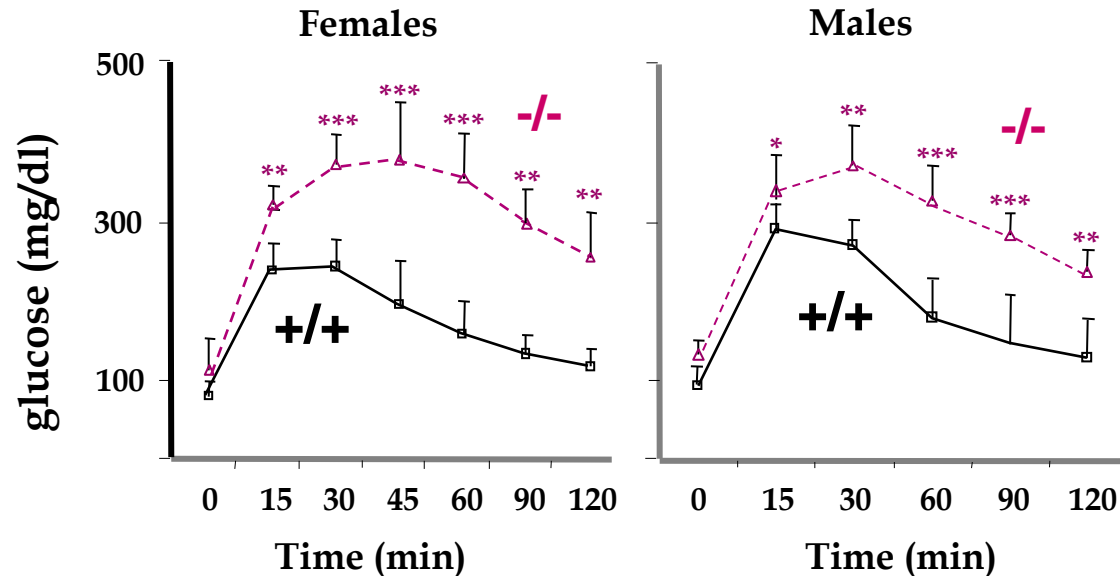 Females
500
300
100
glucose (mg/dl)
** *** *** *** ** **
-/-
+/+
0 15 30 45 60 90 120
Time (min)
Males
* ** *** *** **
-/-
+/+
0 15 30 60 90 120
Time (min)